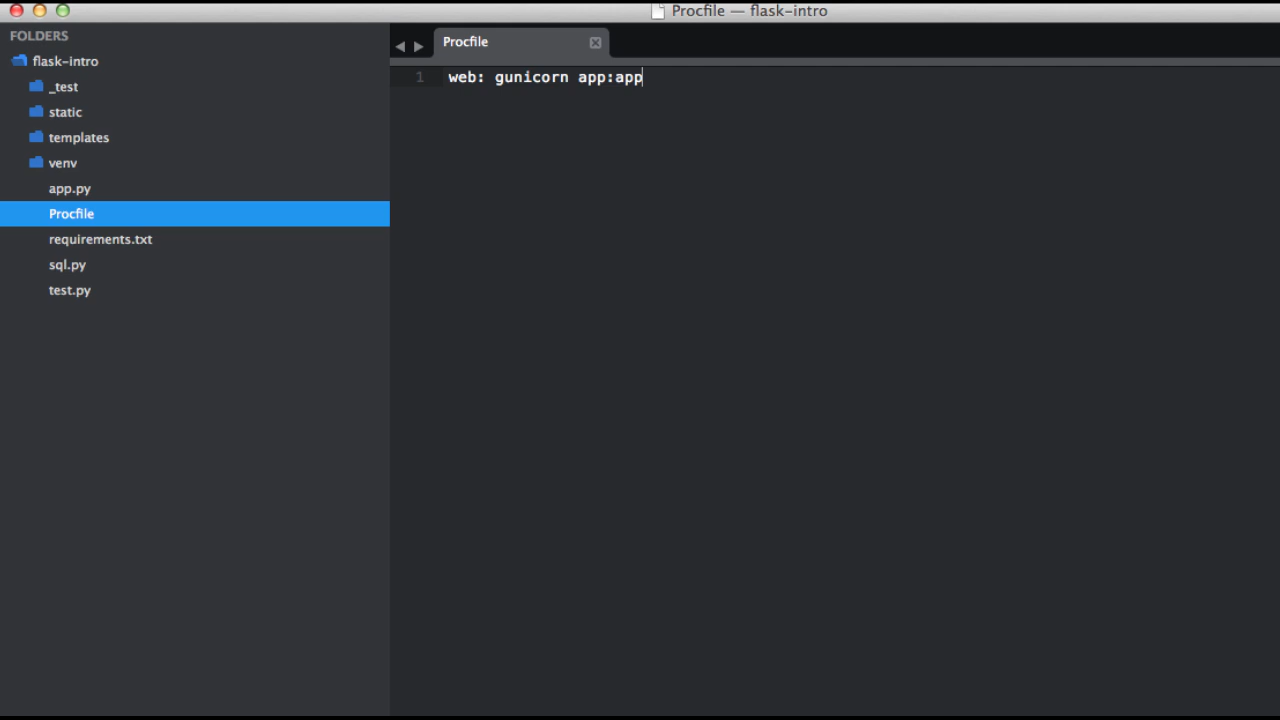 Procfile — flask-intro
FOLDERS
flask-intro
_test
static
templates
venv
app.py
Procfile
requirements.txt
sql.py
test.py
Procfile
1 web: gunicorn app:app